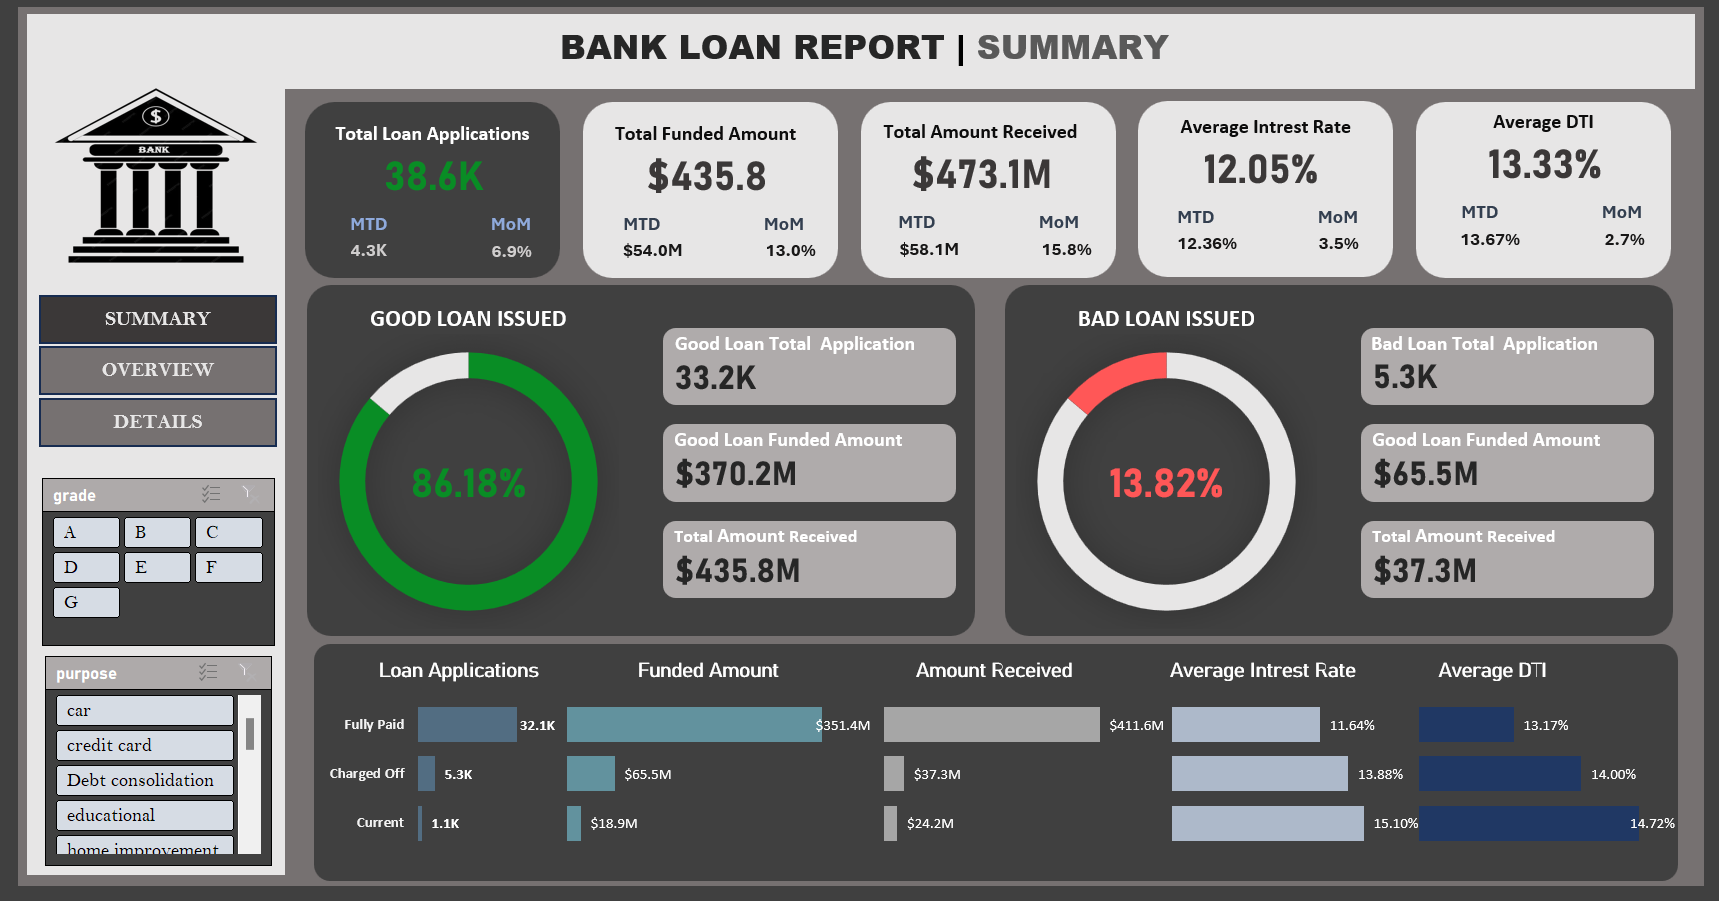 BANK LOAN REPORT | SUMMARY
$
BANK
SUMMARY
OVERVIEW
DETAILS
grade
A B C
D E F
G
purpose
car
credit card
Debt consolidation
educational
home improvement
Total Loan Applications
38.6K
MTD MoM
4.3K 6.9%
Total Funded Amount
$435.8
MTD MoM
$54.0M 13.0%
Total Amount Received
$473.1M
MTD MoM
$58.1M 15.8%
Average Intrest Rate
12.05%
MTD MoM
12.36% 3.5%
Average DTI
13.33%
MTD MoM
13.67% 2.7%
GOOD LOAN ISSUED
86.18%
Good Loan Total Application
33.2K
Good Loan Funded Amount
$370.2M
Total Amount Received
$435.8M
BAD LOAN ISSUED
13.82%
Bad Loan Total Application
5.3K
Good Loan Funded Amount
$65.5M
Total Amount Received
$37.3M
Loan Applications Funded Amount Amount Received Average Intrest Rate Average DTI
Fully Paid 32.1K $351.4M $411.6M 11.64% 13.17%
Charged Off 5.3K $65.5M $37.3M 13.88% 14.00%
Current 1.1K $18.9M $24.2M 15.10% 14.72%